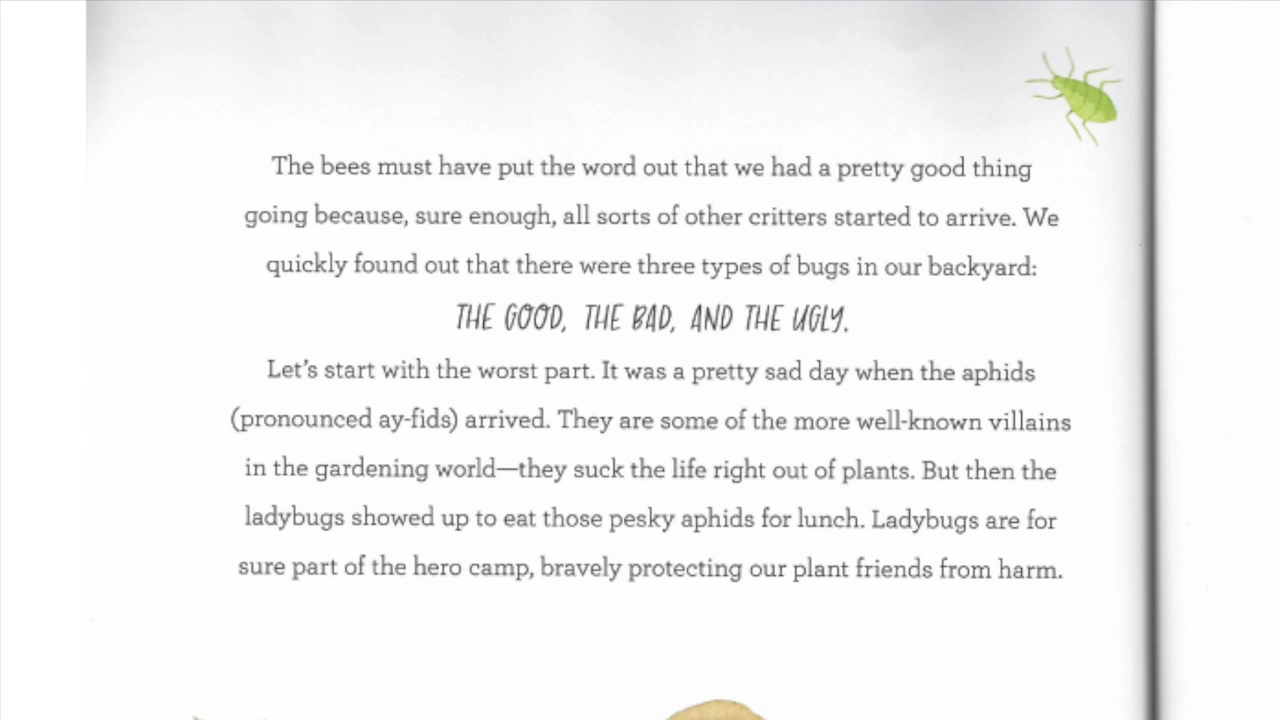 The bees must have put the word out that we had a pretty good thing
going because, sure enough, all sorts of other critters started to arrive. We
quickly found out that there were three types of bugs in our backyard:
THE GOOD, THE BAD, AND THE UGLY.
Let's start with the worst part. It was a pretty sad day when the aphids
(pronounced ay-fids) arrived. They are some of the more well-known villains
in the gardening world—they suck the life right out of plants. But then the
ladybugs showed up to eat those pesky aphids for lunch. Ladybugs are for
sure part of the hero camp, bravely protecting our plant friends from harm.